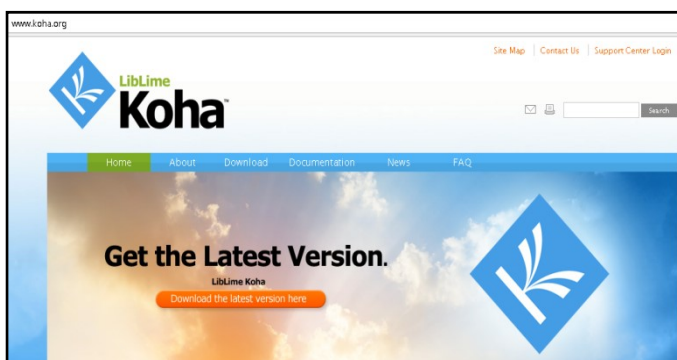 www.koha.org
Site Map | Contact Us | Support Center Login
LibLime
Koha™
Search
Home About Download Documentation News FAQ
Get the Latest Version.
LibLime Koha
Download the latest version here